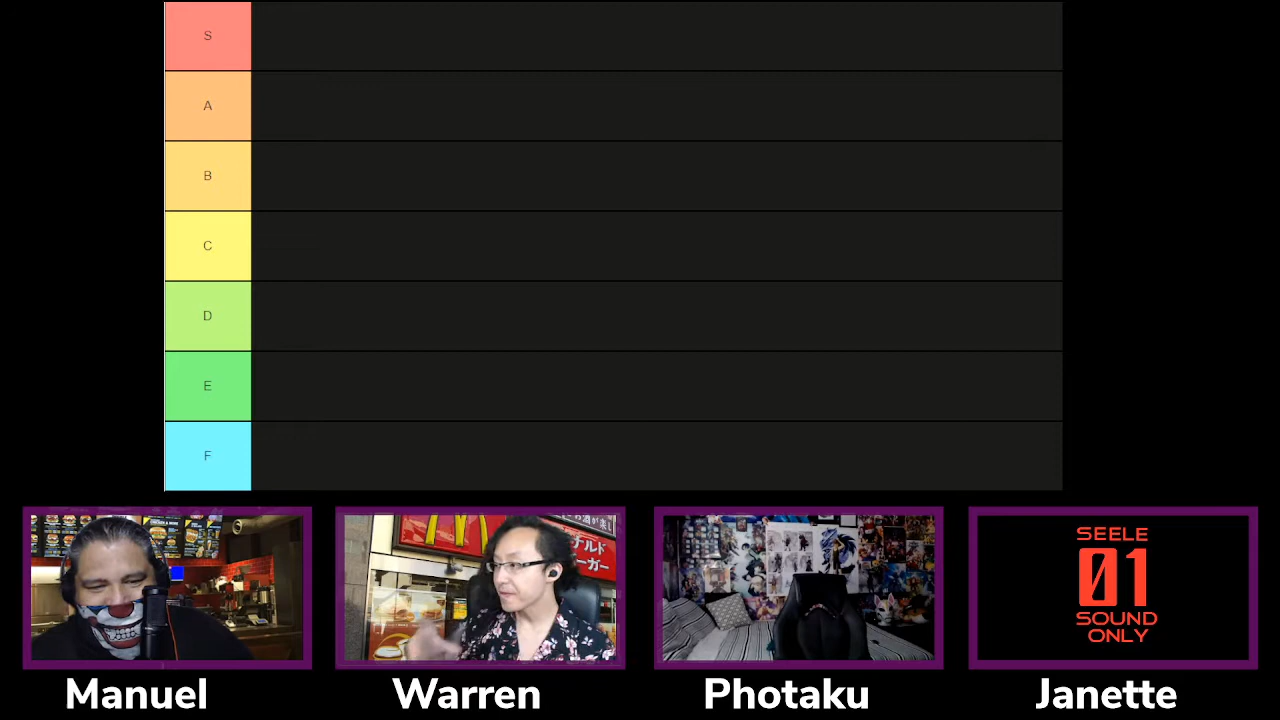 S
A
B
C
D
E
F
SEELE
01
SOUND
ONLY
Manuel
Warren
Photaku
Janette